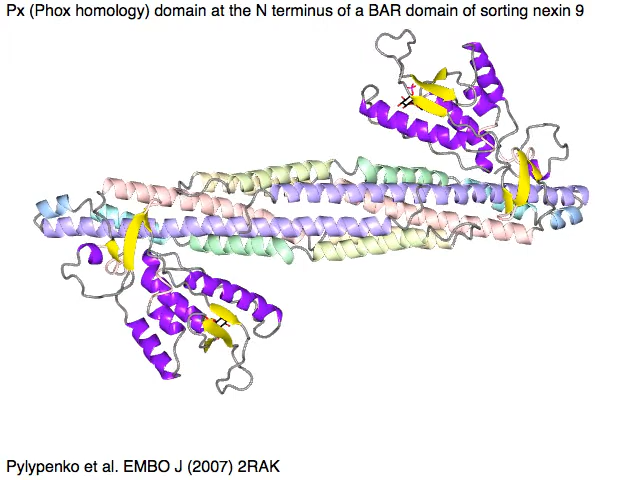 Px (Phox homology) domain at the N terminus of a BAR domain of sorting nexin 9
Pylypenko et al. EMBO J (2007) 2RAK